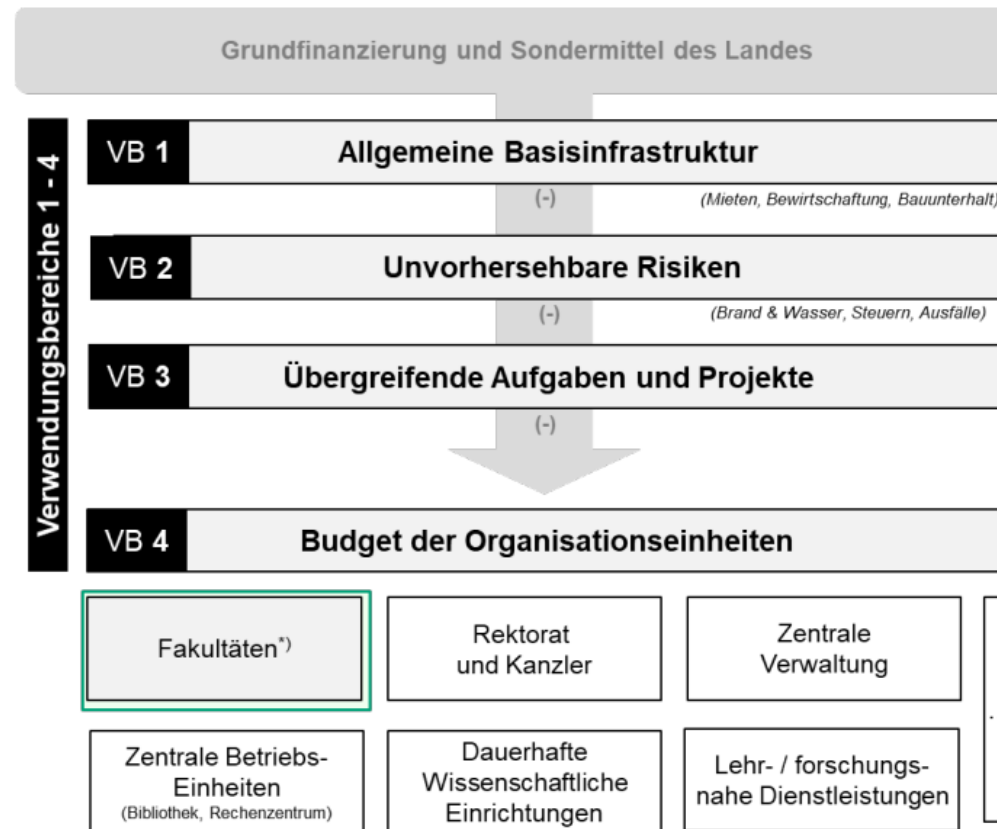 Grundfinanzierung und Sondermittel des Landes
Verwendungsbereiche 1 - 4
VB 1 Allgemeine Basisinfrastruktur
(-) (Mieten, Bewirtschaftung, Bauunterhalt)
VB 2 Unvorhersehbare Risiken
(-) (Brand & Wasser, Steuern, Ausfälle)
VB 3 Übergreifende Aufgaben und Projekte
(-)
VB 4 Budget der Organisationseinheiten
Fakultäten*)
Rektorat
und Kanzler
Zentrale
Verwaltung
Zentrale Betriebs-
Einheiten
(Bibliothek, Rechenzentrum)
Dauerhafte
Wissenschaftliche
Einrichtungen
Lehr- / forschungs-
nahe Dienstleistungen